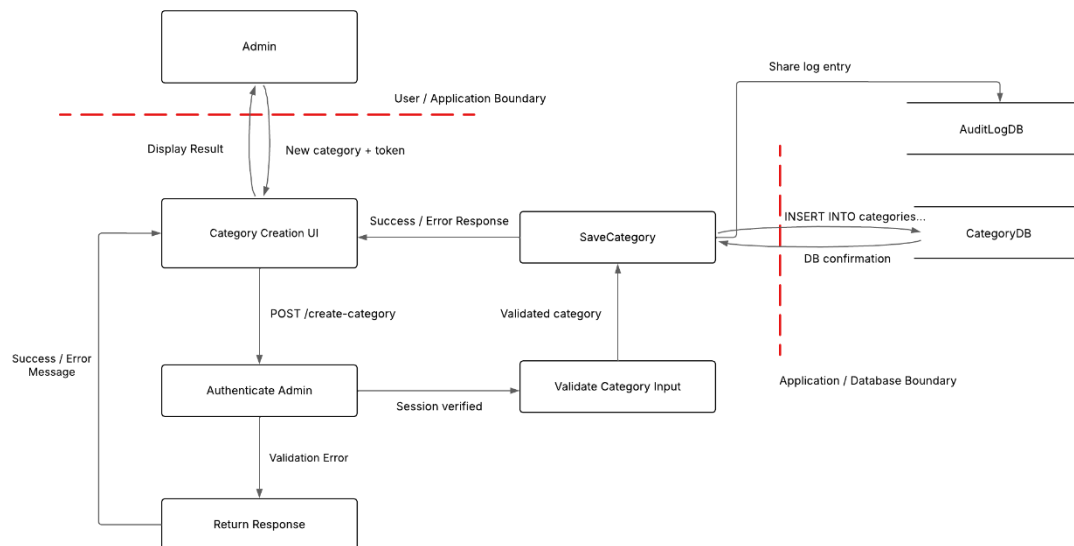 Admin
Share log entry
User / Application Boundary
AuditLogDB
Display Result
New category + token
Category Creation UI
Success / Error Response
SaveCategory
INSERT INTO categories...
CategoryDB
DB confirmation
POST /create-category
Validated category
Success / Error
Message
Authenticate Admin
Session verified
Validate Category Input
Application / Database Boundary
Validation Error
Return Response